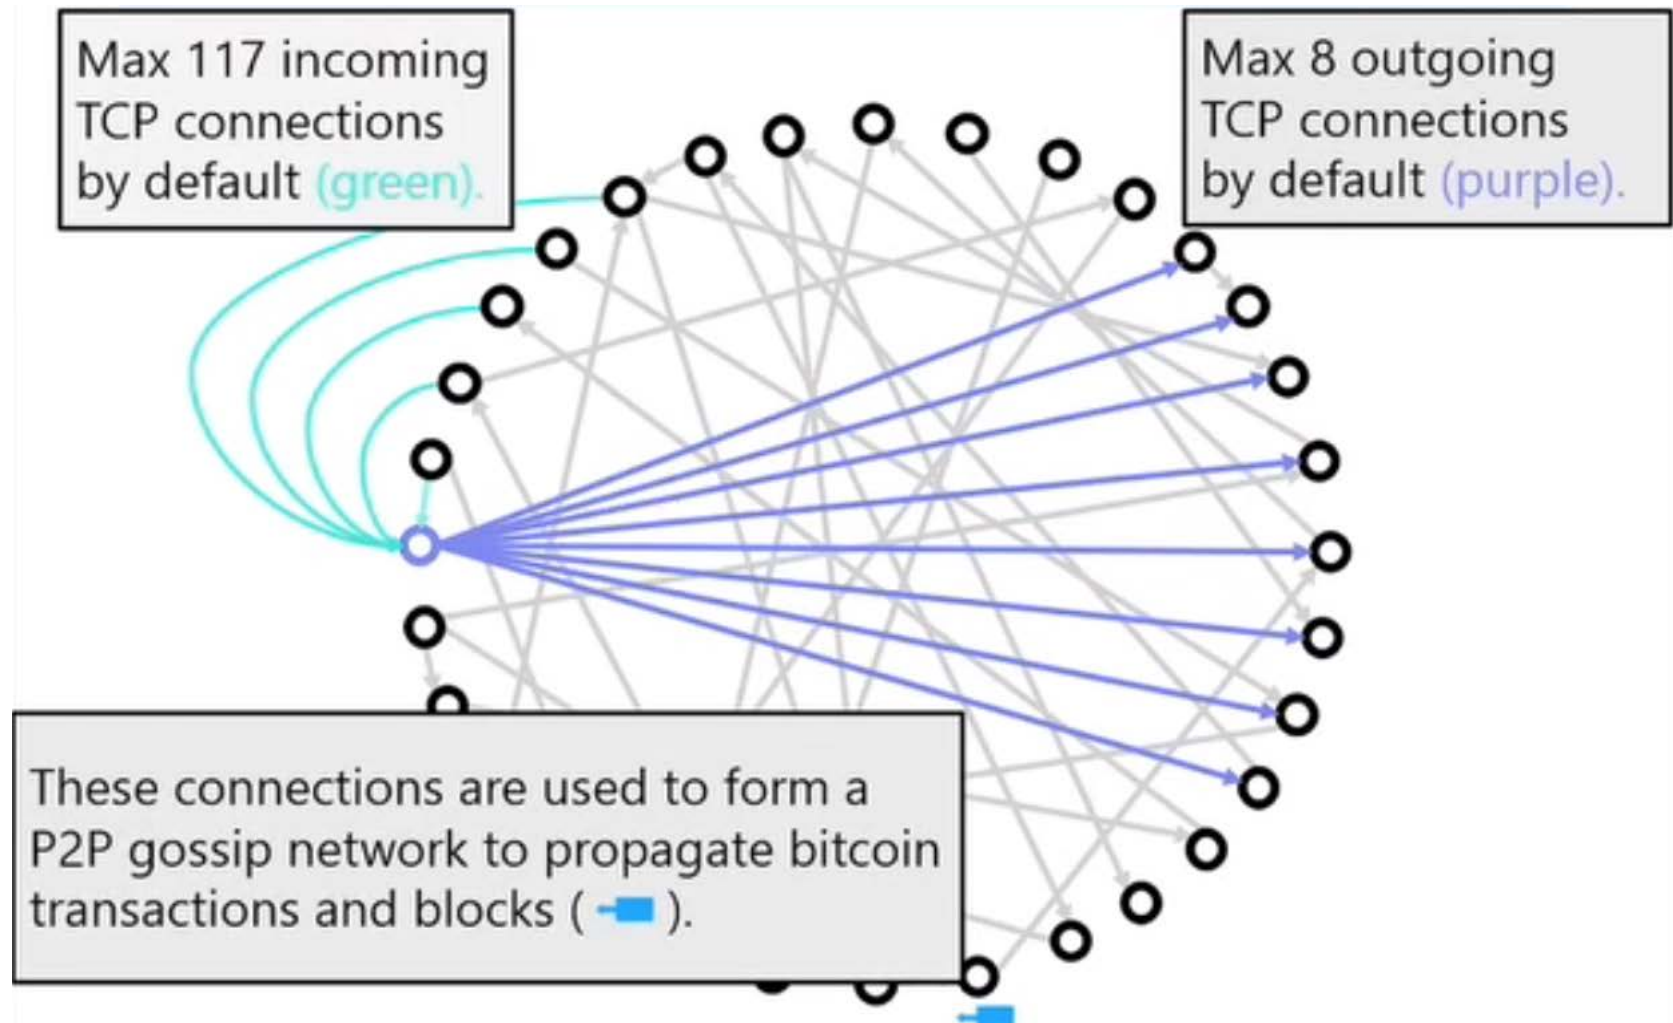 Max 117 incoming
TCP connections
by default (green).
Max 8 outgoing
TCP connections
by default (purple).
These connections are used to form a
P2P gossip network to propagate bitcoin
transactions and blocks ( ).